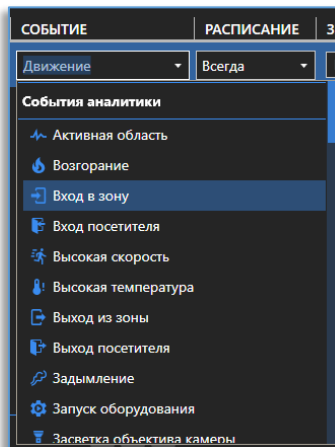 СОБЫТИЕ РАСПИСАНИЕ
Движение Всегда
События аналитики
Активная область
Возгорание
Вход в зону
Вход посетителя
Высокая скорость
Высокая температура
Выход из зоны
Выход посетителя
Задымление
Запуск оборудования
Засветка объектива камеры